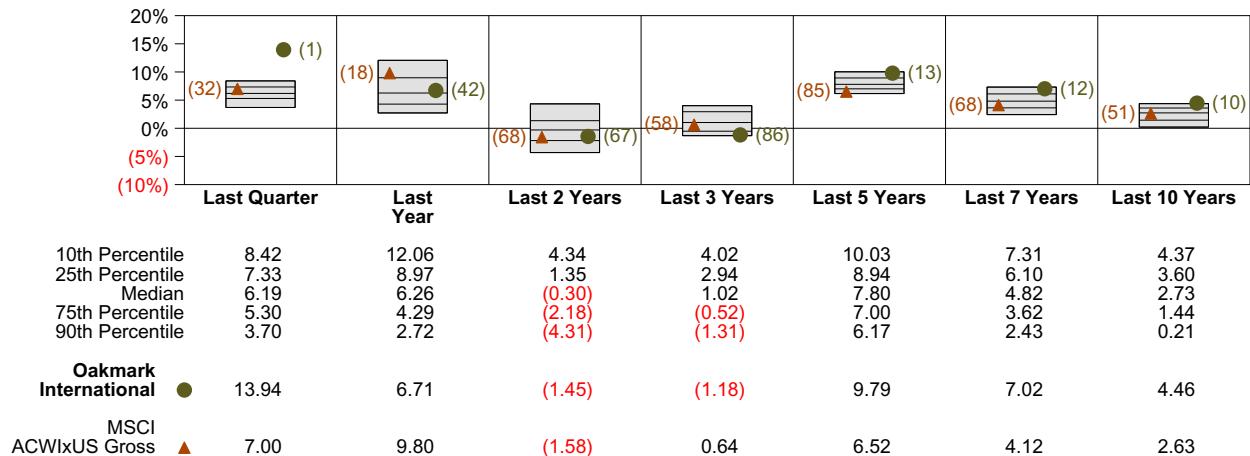 20%
15%
10%
5%
0%
(5%)
(10%)
(32) (1)
(18) (42)
(68) (67)
(58) (86)
(85) (13)
(68) (12)
(51) (10)
Last Quarter Last Year Last 2 Years Last 3 Years Last 5 Years Last 7 Years Last 10 Years
10th Percentile 8.42 12.06 4.34 4.02 10.03 7.31 4.37
25th Percentile 7.33 8.97 1.35 2.94 8.94 6.10 3.60
Median 6.19 6.26 (0.30) 1.02 7.80 4.82 2.73
75th Percentile 5.30 4.29 (2.18) (0.52) 7.00 3.62 1.44
90th Percentile 3.70 2.72 (4.31) (1.31) 6.17 2.43 0.21
Oakmark
International 13.94 6.71 (1.45) (1.18) 9.79 7.02 4.46
MSCI
ACWIxUS Gross 7.00 9.80 (1.58) 0.64 6.52 4.12 2.63